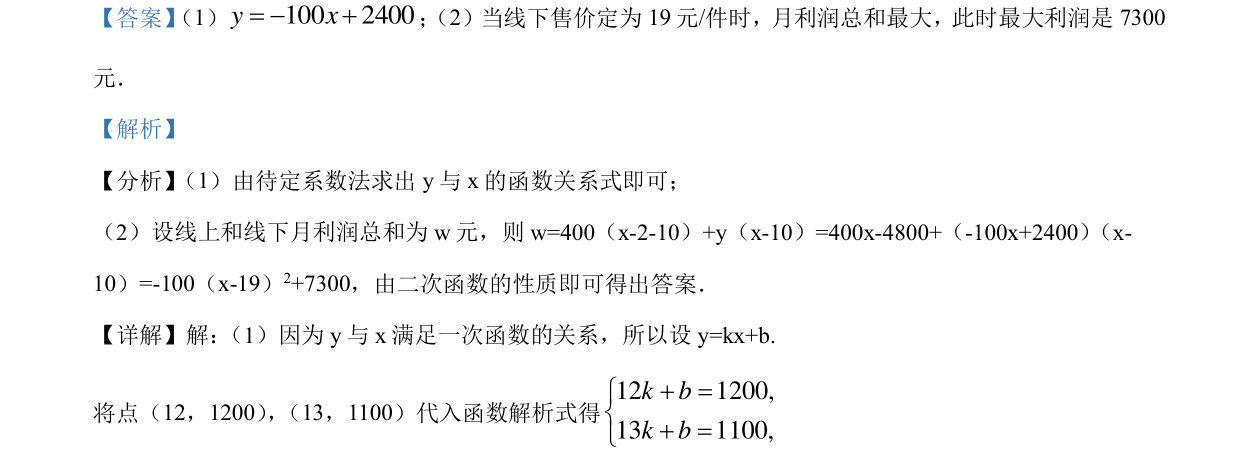 【答案】（1）y=−100x+2400；（2）当线下售价定为 19 元/件时，月利润总和最大，此时最大利润是 7300
元．
【解析】
【分析】（1）由待定系数法求出 y 与 x 的函数关系式即可；
（2）设线上和线下月利润总和为 w 元，则 w=400（x-2-10）+y（x-10）=400x-4800+（-100x+2400）（x-
10）=-100（x-19）²+7300，由二次函数的性质即可得出答案．
【详解】解：（1）因为 y 与 x 满足一次函数的关系，所以设 y=kx+b.
将点（12，1200），（13，1100）代入函数解析式得{12k+b=1200,
13k+b=1100,